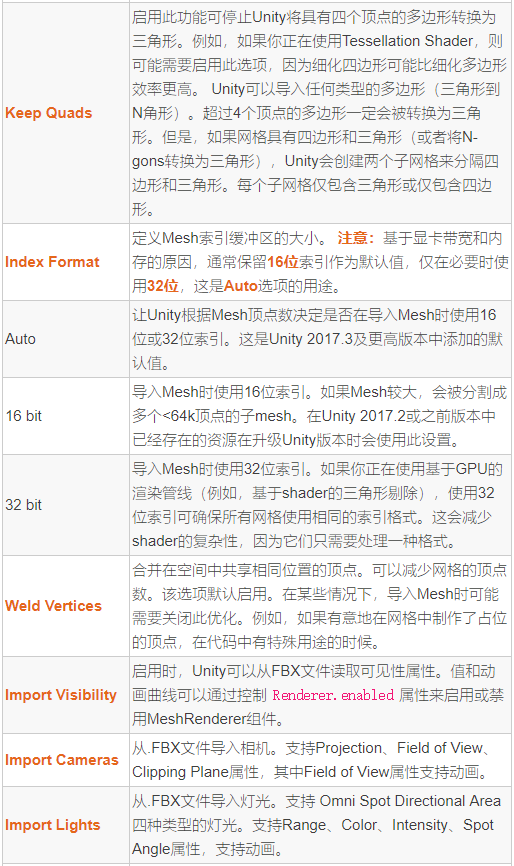 Keep Quads
启用此功能可停止Unity将具有四个顶点的多边形转换为
三角形。例如，如果你正在使用Tessellation Shader，则
可能需要启用此选项，因为细化四边形可能比细化多边形
效率更高。 Unity可以导入任何类型的多边形（三角形到
N角形）。超过4个顶点的多边形一定会被转换为三角
形。但是，如果网格具有四边形和三角形（或者将N-
gons转换为三角形），Unity会创建两个子网格来分隔四
边形和三角形。每个子网格仅包含三角形或仅包含四边
形。
Index Format
定义Mesh索引缓冲区的大小。 注意：基于显卡带宽和内
存的原因，通常保留16位索引作为默认值，仅在必要时使
用32位，这是Auto选项的用途。
Auto
让Unity根据Mesh顶点数决定是否在导入Mesh时使用16
位或32位索引。这是Unity 2017.3及更高版本中添加的默
认值。
16 bit
导入Mesh时使用16位索引。如果Mesh较大，会被分割成
多个<64k顶点的子mesh。在Unity 2017.2或之前版本中
已经存在的资源在升级Unity版本时会使用此设置。
32 bit
导入Mesh时使用32位索引。如果你正在使用基于GPU的
渲染管线（例如，基于shader的三角形剔除），使用32
位索引可确保所有网格使用相同的索引格式。这会减少
shader的复杂性，因为它们只需要处理一种格式。
Weld Vertices
合并在空间中共享相同位置的顶点。可以减少网格的顶点
数。该选项默认启用。在某些情况下，导入Mesh时可能
需要关闭此优化。例如，如果有意地在网格中制作了占位
的顶点，在代码中有特殊用途的时候。
Import Visibility
启用时，Unity可以从FBX文件读取可见性属性。值和动
画曲线可以通过控制 Renderer.enabled 属性来启用或禁
用MeshRenderer组件。
Import Cameras
从.FBX文件导入相机。支持Projection、Field of View、
Clipping Plane属性，其中Field of View属性支持动画。
Import Lights
从.FBX文件导入灯光。支持 Omni Spot Directional Area
四种类型的灯光。支持Range、Color、Intensity、Spot
Angle属性，支持动画。